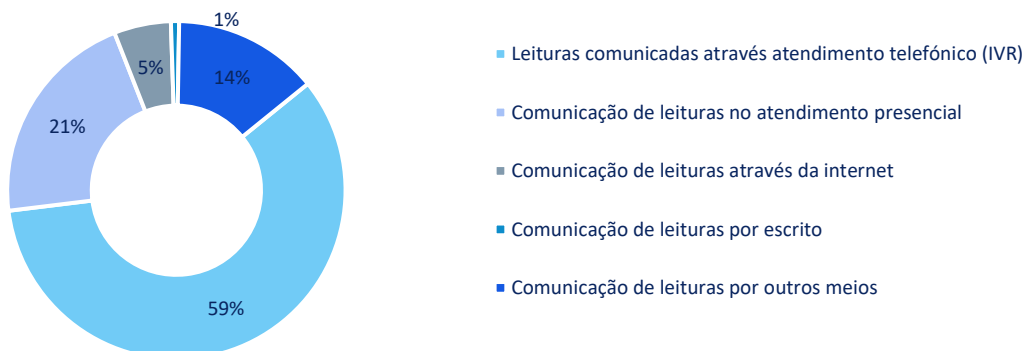 1%
14%
5%
21%
59%
Leituras comunicadas através atendimento telefónico (IVR)
Comunicação de leituras no atendimento presencial
Comunicação de leituras através da internet
Comunicação de leituras por escrito
Comunicação de leituras por outros meios